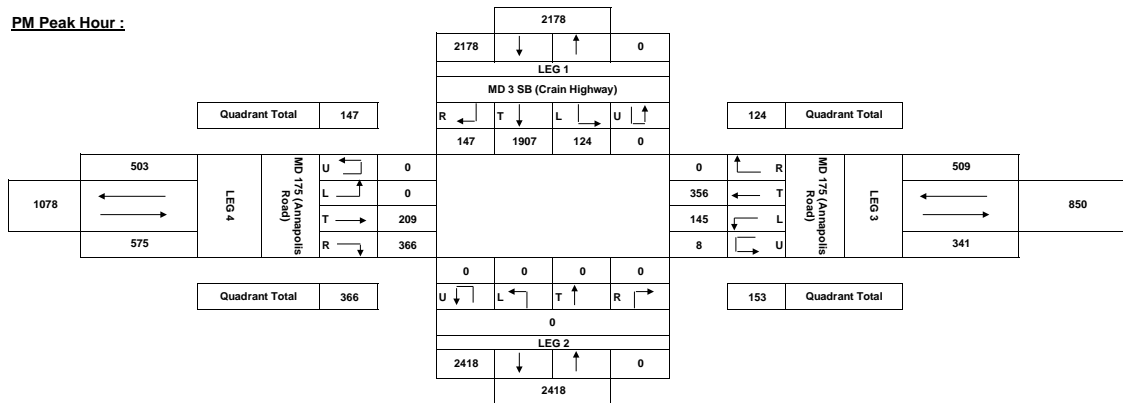 PM Peak Hour :
2178
2178 0
LEG 1
MD 3 SB (Crain Highway)
Quadrant Total 147
R T L U
Quadrant Total 124
147 1907 124 0
503
LEG 4
MD 175 (Annapolis Road)
U 0
0 R
MD 175 (Annapolis Road)
LEG 3
509
1078
L 0
356 T
850
T 209
145 L
575
R 366
8 U
341
0 0 0 0
Quadrant Total 366
U L T R
153 Quadrant Total
0
LEG 2
2418 0
2418